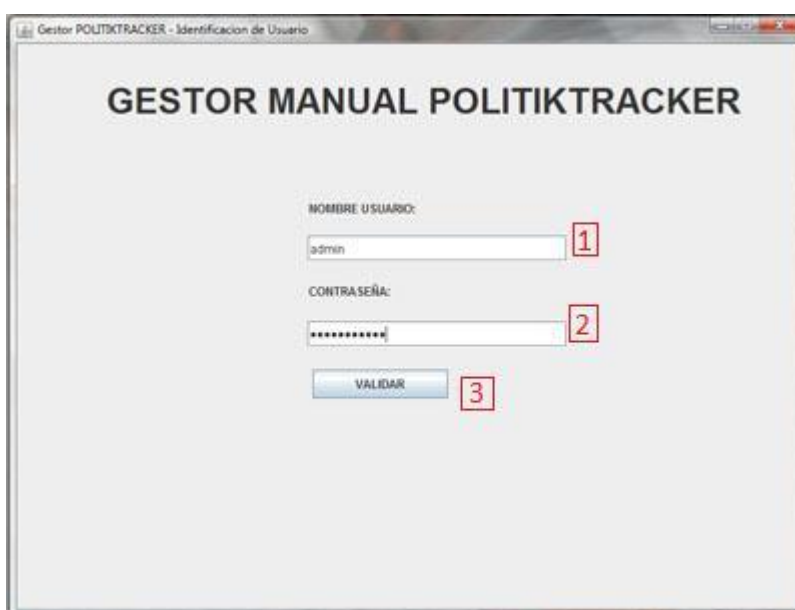 Gestor POLITIKTRACKER - Identificacion de Usuario
GESTOR MANUAL POLITIKTRACKER
NOMBRE USUARIO:
admin
1
CONTRASEÑA:
•••••••••••
2
VALIDAR
3